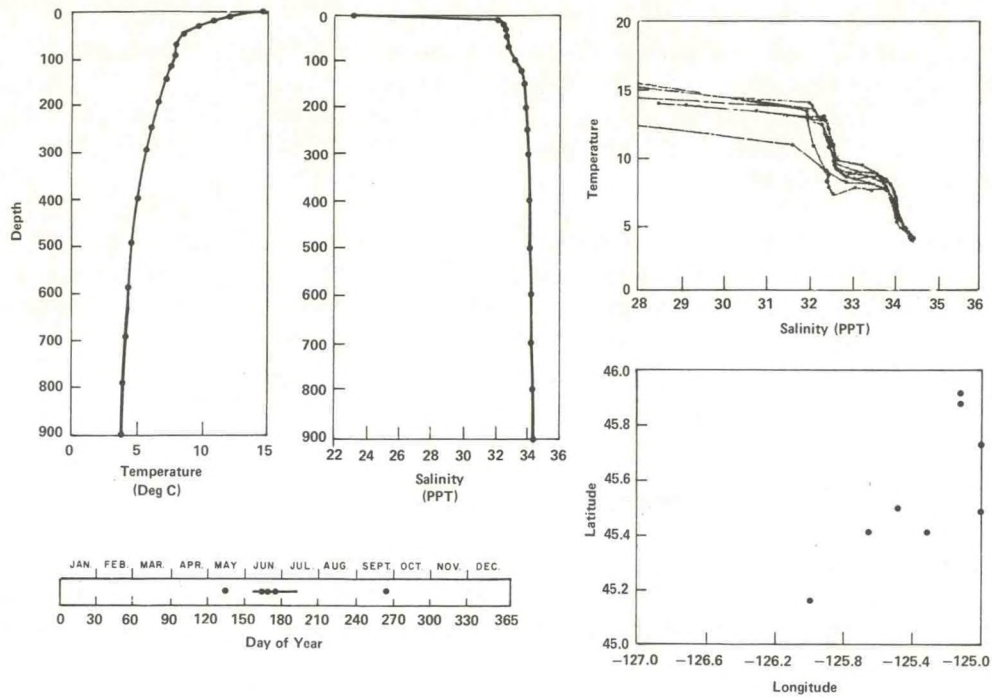 0
100
200
300
400
500
600
700
800
900
Depth
0 5 10 15
Temperature
(Deg C)
0
100
200
300
400
500
600
700
800
900
22 24 26 28 30 32 34 36
Salinity
(PPT)
20
15
10
5
0
Temperature
28 29 30 31 32 33 34 35 36
Salinity (PPT)
46.0
45.8
45.6
45.4
45.2
45.0
Latitude
−127.0 −126.6 −126.2 −125.8 −125.4 −125.0
Longitude
JAN. FEB. MAR. APR. MAY JUN. JUL. AUG. SEPT. OCT. NOV. DEC.
0 30 60 90 120 150 180 210 240 270 300 330 365
Day of Year